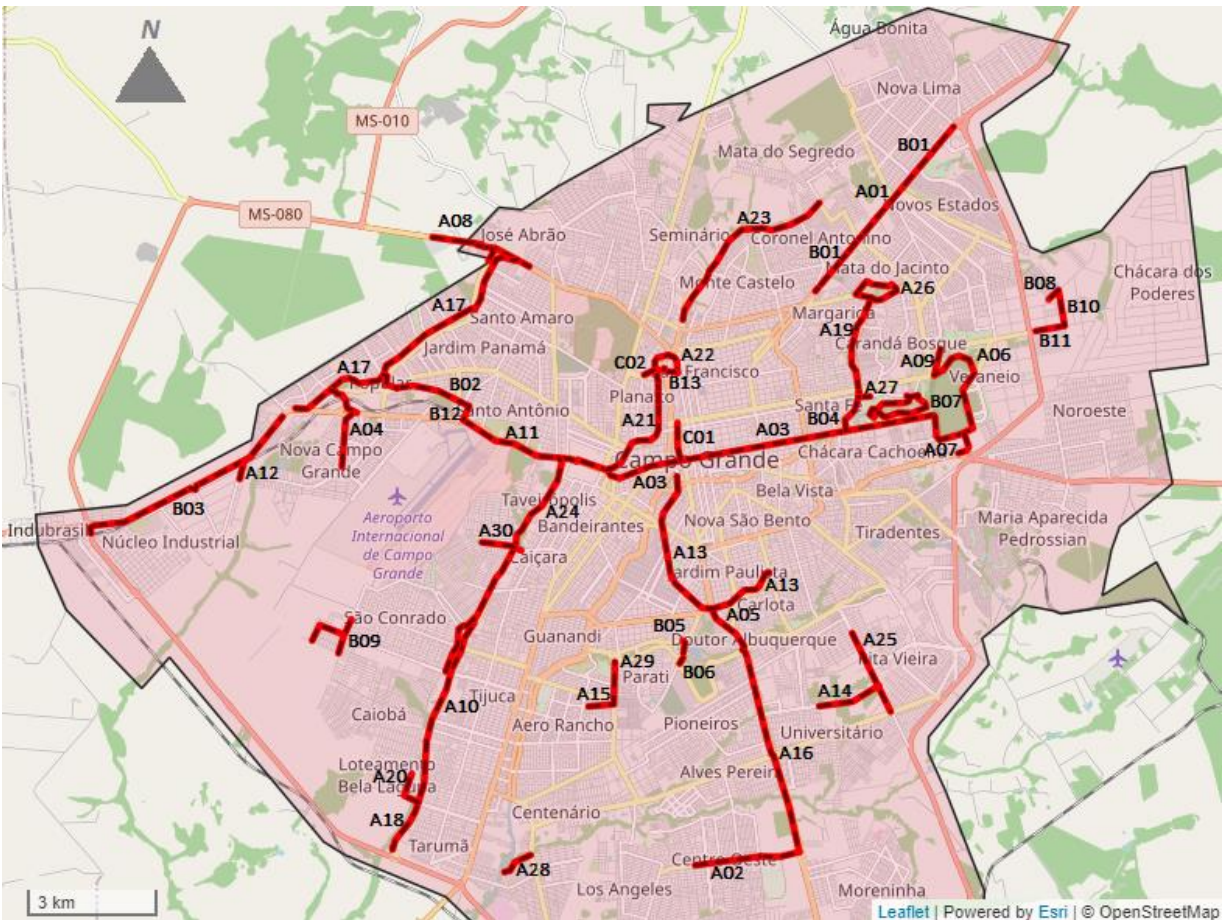 N
Água Bonita
Nova Lima
MS-010
B01
Mata do Segredo
A01
Novos Estados
MS-080
A08
José Abrão
A23
Seminário
Coronel Antonino
B01
Mata do Jacinto
Monte Castelo
Chácara dos
Poderes
B08
A26
B10
A17
Santo Amaro
Margarida
A19
B11
Carandá Bosque
Jardim Panamá
C02
A22
A09
A06
São Francisco
Veraneio
A17
Popular
B02
B13
Planalto
A27
B07
Santa Fé
B04
Noroeste
B12
Santo Antônio
A21
A04
A11
C01
A03
Nova Campo
Grande
Chácara Cachoeira
A07
Campo Grande
A12
A03
Bela Vista
B03
Taveirópolis
A24
Bandeirantes
Nova São Bento
Maria Aparecida
Pedrossian
Tiradentes
Indubrasil
Núcleo Industrial
Aeroporto
Internacional
de Campo
Grande
A30
Caiçara
A13
Jardim Paulista
A13
Carlota
São Conrado
B09
Guanandi
B05
A05
Doutor Albuquerque
A25
Rita Vieira
A29
Parati
B06
Tijuca
A10
A15
Aero Rancho
A14
Caiobá
Pioneiros
Universitário
A16
Loteamento
Bela Laguna
A20
Alves Pereira
A18
Centenário
Tarumã
A28
Centro Oeste
A02
Los Angeles
Moreninha
3 km
Leaflet | Powered by Esri | © OpenStreetMap